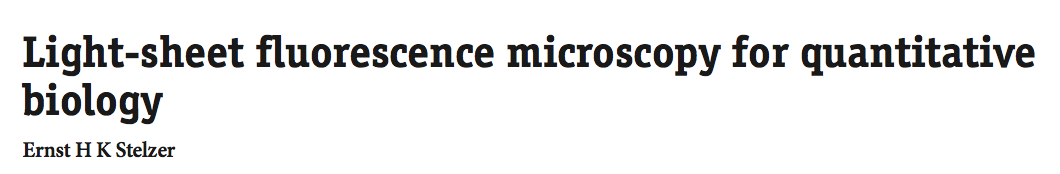 Light-sheet fluorescence microscopy for quantitative
biology
Ernst H K Stelzer